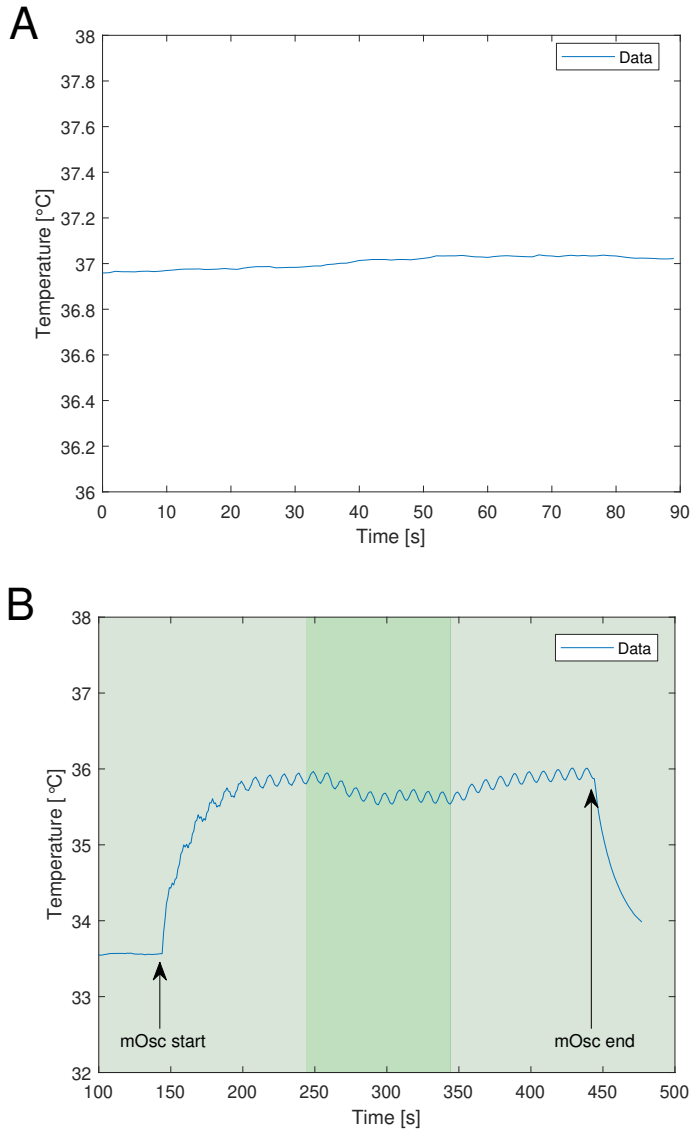 A
38
37.8
37.6
37.4
37.2
37
36.8
36.6
36.4
36.2
36
Temperature [°C]
Data
0 10 20 30 40 50 60 70 80 90
Time [s]
B
38
37
36
35
34
33
32
Temperature [°C]
Data
mOsc start
mOsc end
100 150 200 250 300 350 400 450 500
Time [s]